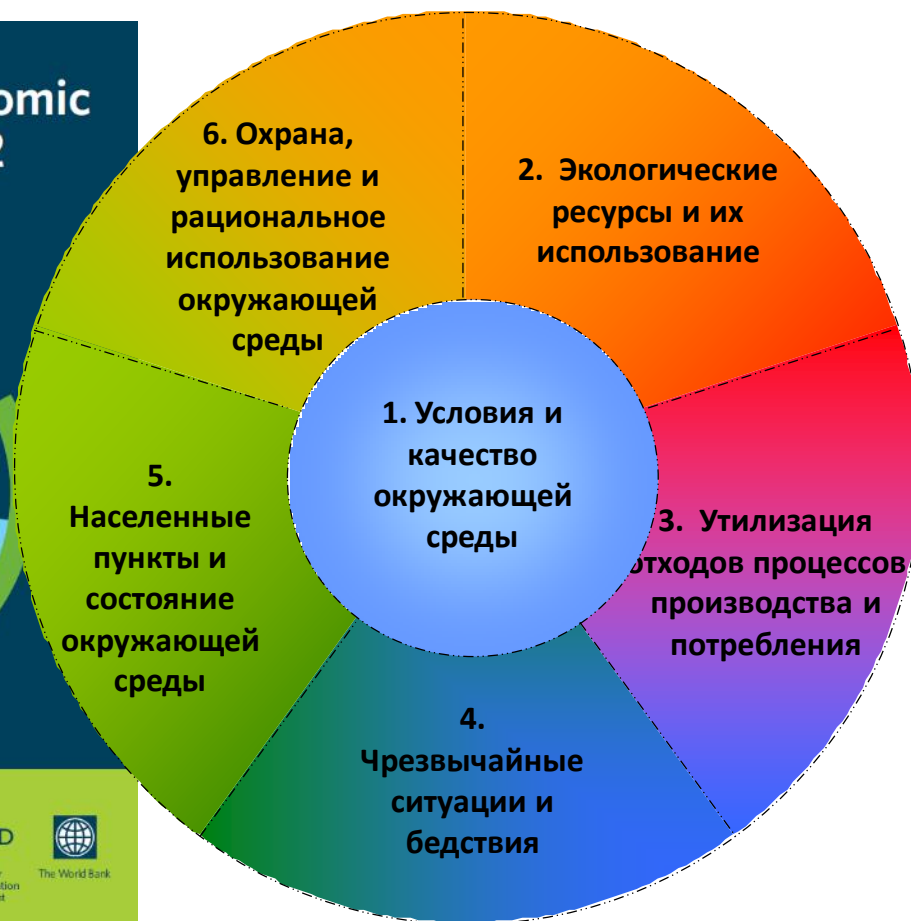 omic
2
6. Охрана,
управление и
рациональное
использование
окружающей
среды
2. Экологические
ресурсы и их
использование
1. Условия и
качество
окружающей
среды
5.
Населенные
пункты и
состояние
окружающей
среды
3. Утилизация
отходов процессов
производства и
потребления
4.
Чрезвычайные
ситуации и
бедствия
D
The World Bank